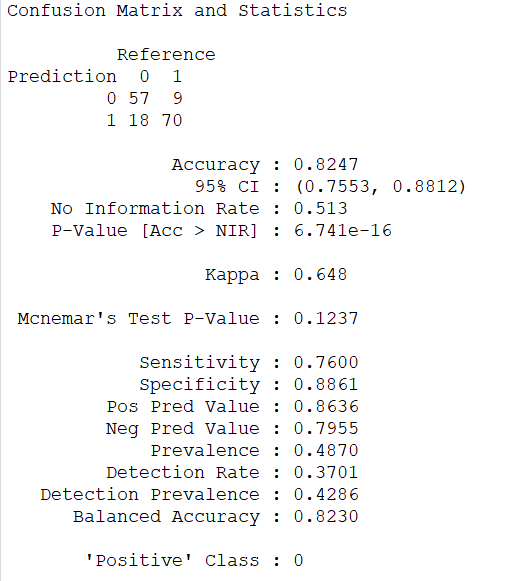 Confusion Matrix and Statistics
Reference
Prediction 0 1
0 57 9
1 18 70
Accuracy : 0.8247
95% CI : (0.7553, 0.8812)
No Information Rate : 0.513
P-Value [Acc > NIR] : 6.741e-16
Kappa : 0.648
Mcnemar's Test P-Value : 0.1237
Sensitivity : 0.7600
Specificity : 0.8861
Pos Pred Value : 0.8636
Neg Pred Value : 0.7955
Prevalence : 0.4870
Detection Rate : 0.3701
Detection Prevalence : 0.4286
Balanced Accuracy : 0.8230
'Positive' Class : 0